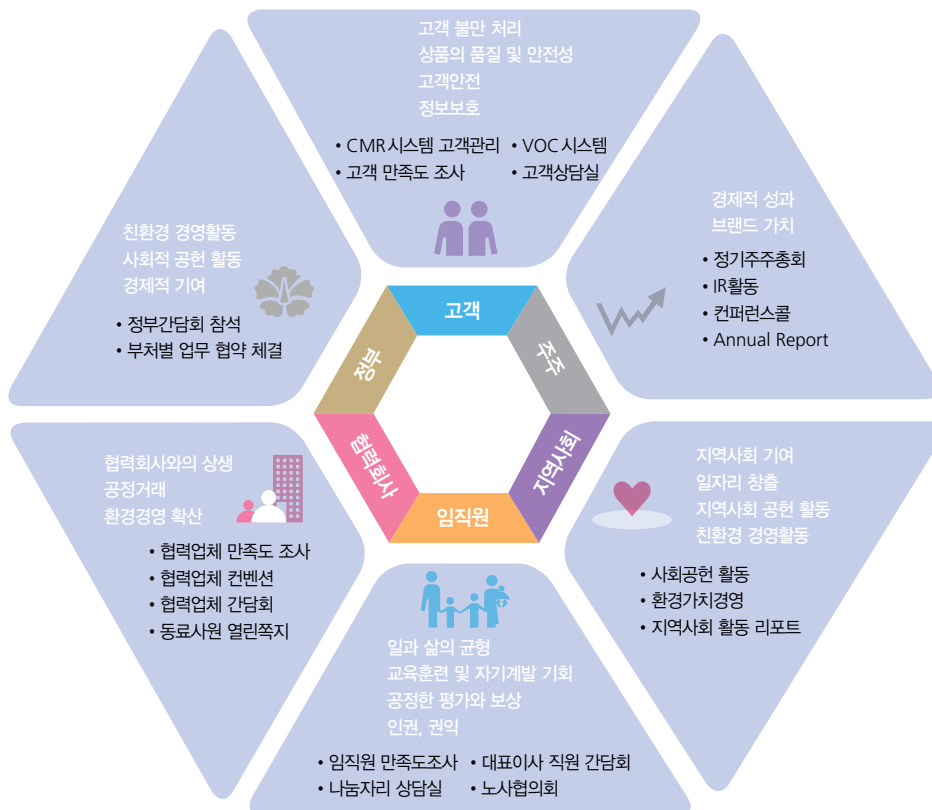 고객 불만 처리
상품의 품질 및 안전성
고객안전
정보보호
• CMR시스템 고객관리 • VOC시스템
• 고객 만족도 조사 • 고객상담실
경제적 성과
브랜드 가치
• 정기주주총회
• IR활동
• 컨퍼런스콜
• Annual Report
친환경 경영활동
사회적 공헌 활동
경제적 기여
• 정부간담회 참석
• 부처별 업무 협약 체결
고객
주주
정부
협력회사
지역사회
임직원
협력회사와의 상생
공정거래
환경경영 확산
• 협력업체 만족도 조사
• 협력업체 컨벤션
• 협력업체 간담회
• 동료사원 열린쪽지
지역사회 기여
일자리 창출
지역사회 공헌 활동
친환경 경영활동
• 사회공헌 활동
• 환경가치경영
• 지역사회 활동 리포트
일과 삶의 균형
교육훈련 및 자기계발 기회
공정한 평가와 보상
인권, 권익
• 임직원 만족도조사 • 대표이사 직원 간담회
• 나눔자리 상담실 • 노사협의회